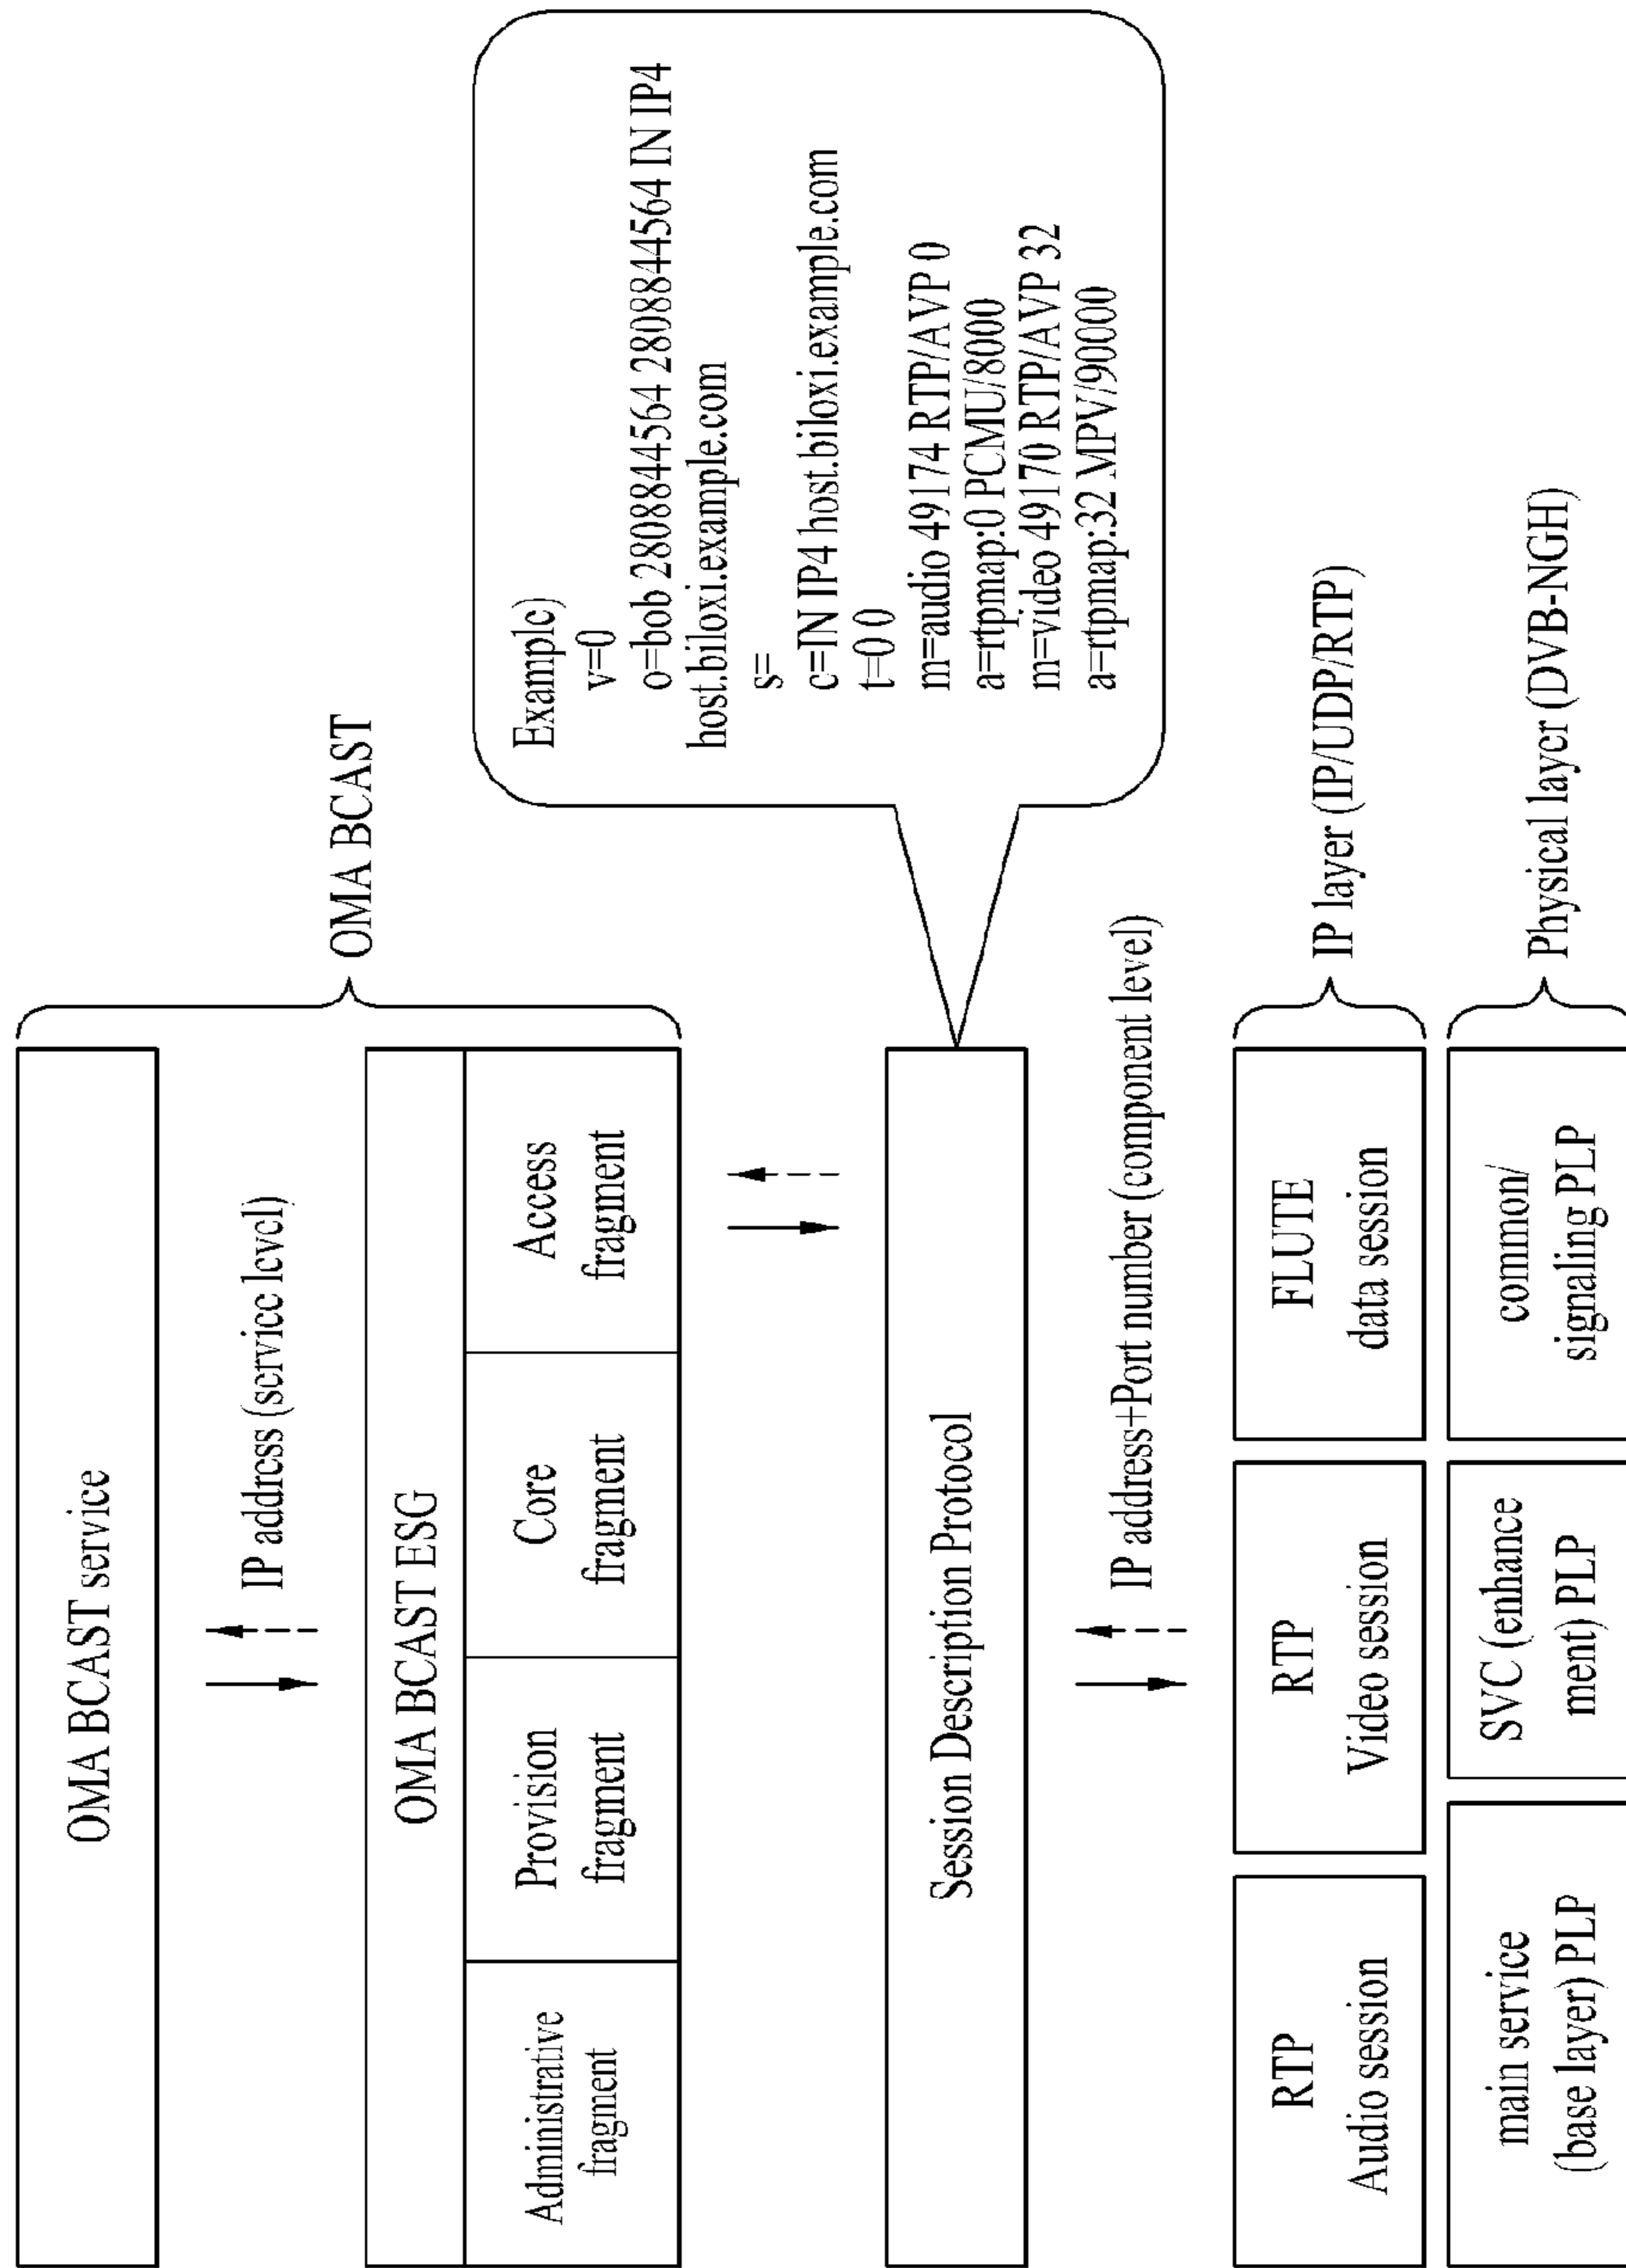 OMA BCAST service
IP address (service level)
OMA BCAST ESG
Administrative
fragment
Provision
fragment
Core
fragment
Access
fragment
OMA BCAST
Session Description Protocol
Example)
v=0
o=bob 2808844564 2808844564 IN IP4
host.biloxi.example.com
s=
c=IN IP4 host.biloxi.example.com
t=0 0
m=audio 49174 RTP/AVP 0
a=rtpmap:0 PCMU/8000
m=video 49170 RTP/AVP 32
a=rtpmap:32 MPV/90000
IP address+Port number (component level)
RTP
Audio session
RTP
Video session
FLUTE
data session
IP layer (IP/UDP/RTP)
main service
(base layer) PLP
SVC (enhance
ment) PLP
common/
signaling PLP
Physical layer (DVB-NGH)